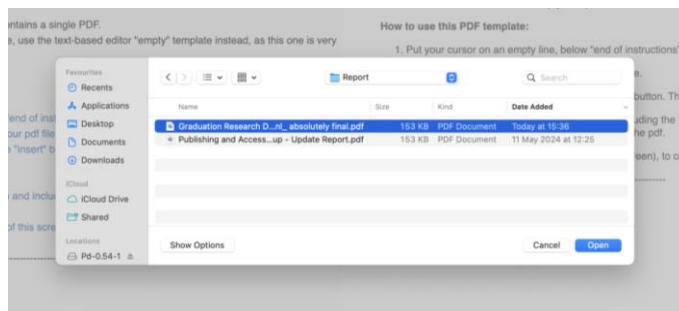 ontains a single PDF.
e, use the text-based editor "empty" template instead, as this one is very
How to use this PDF template:
1. Put your cursor on an empty line, below "end of instructions"
Favourites
Recents
Applications
Desktop
Documents
Downloads
iCloud
iCloud Drive
Shared
Locations
Pd-0.54-1
Report
Search
Name Size Kind Date Added
Graduation Research D...nl_ absolutely final.pdf 153 KB PDF Document Today at 15:36
Publishing and Access...up - Update Report.pdf 153 KB PDF Document 11 May 2024 at 12:25
Show Options
Cancel Open
end of inst
our pdf file
"insert" b
and inclu
of this scre
e.
button. Th
uding the
he pdf.
een), to c